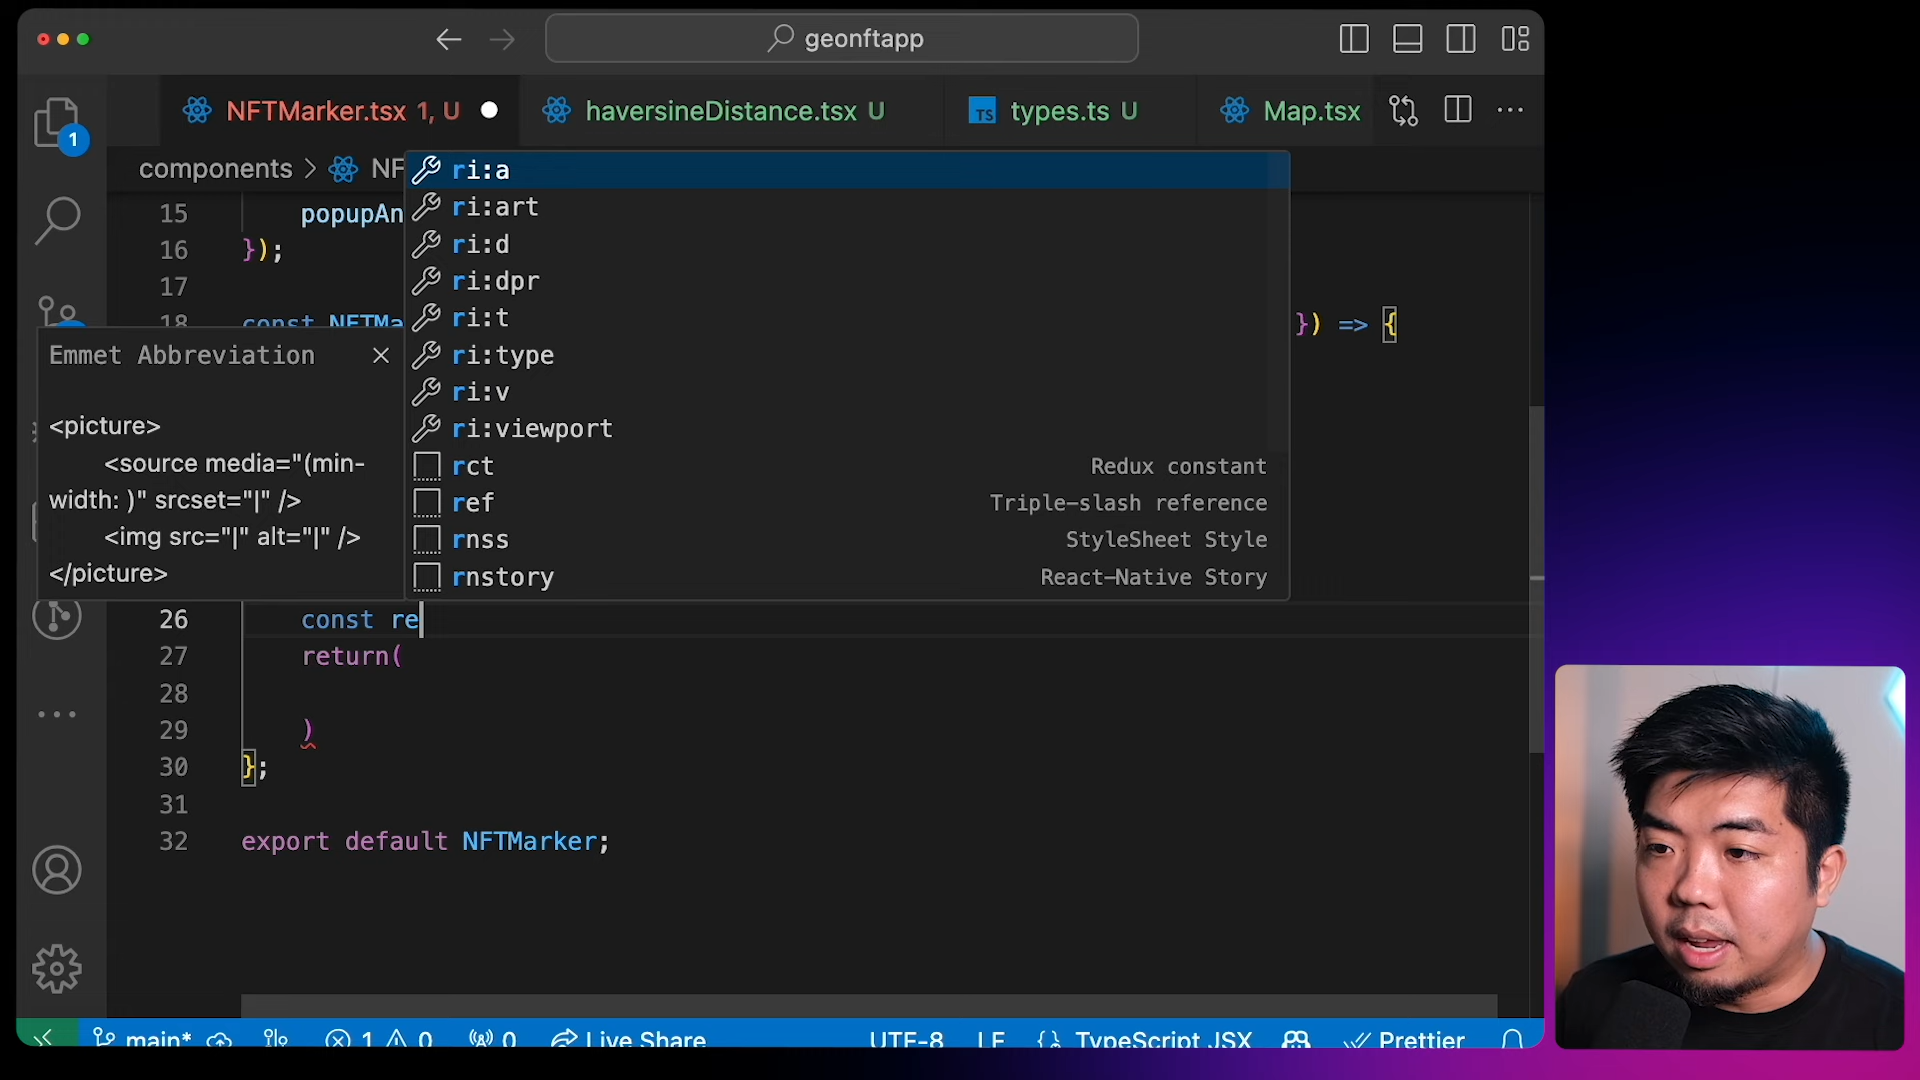 geonftapp
NFTMarker.tsx 1, U
haversineDistance.tsx U
TS types.ts U
Map.tsx
1
components > NF
15 popupAn
16 });
17
18 const NFTMa }) => {
ri:a
ri:art
ri:d
ri:dpr
ri:t
ri:type
ri:v
ri:viewport
rct Redux constant
ref Triple-slash reference
rnss StyleSheet Style
rnstory React-Native Story
Emmet Abbreviation
<picture>
<source media="(min-
width: )" srcset="|" />
<img src="|" alt="|" />
</picture>
26 const re
27 return(
28
29 )
30 };
31
32 export default NFTMarker;
main* 1 0 0 Live Share UTF-8 LF {} TypeScript JSX Prettier